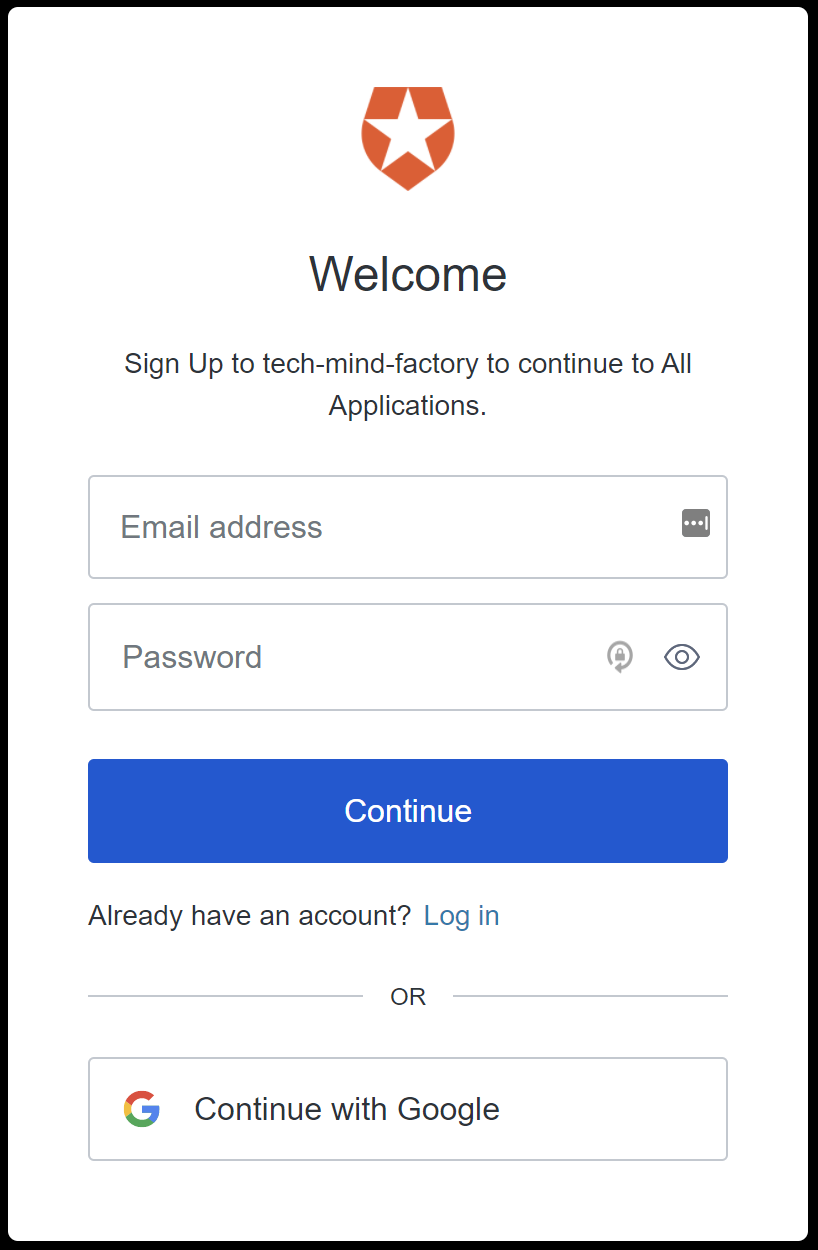 Welcome
Sign Up to tech-mind-factory to continue to All
Applications.
Email address
Password
Continue
Already have an account? Log in
OR
Continue with Google